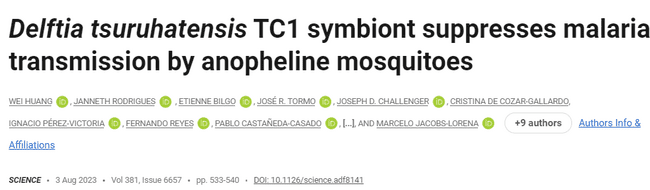 Delftia tsuruhatensis TC1 symbiont suppresses malaria
transmission by anopheline mosquitoes
WEI HUANG, JANNETH RODRIGUES, ETIENNE BILGO, JOSÉ R. TORMO, JOSEPH D. CHALLENGER, CRISTINA DE COZAR-GALLARDO,
IGNACIO PÉREZ-VICTORIA, FERNANDO REYES, PABLO CASTAÑEDA-CASADO, [...], AND MARCELO JACOBS-LORENA +9 authors Authors Info &
Affiliations
SCIENCE • 3 Aug 2023 • Vol 381, Issue 6657 • pp. 533-540 • DOI: 10.1126/science.adf8141